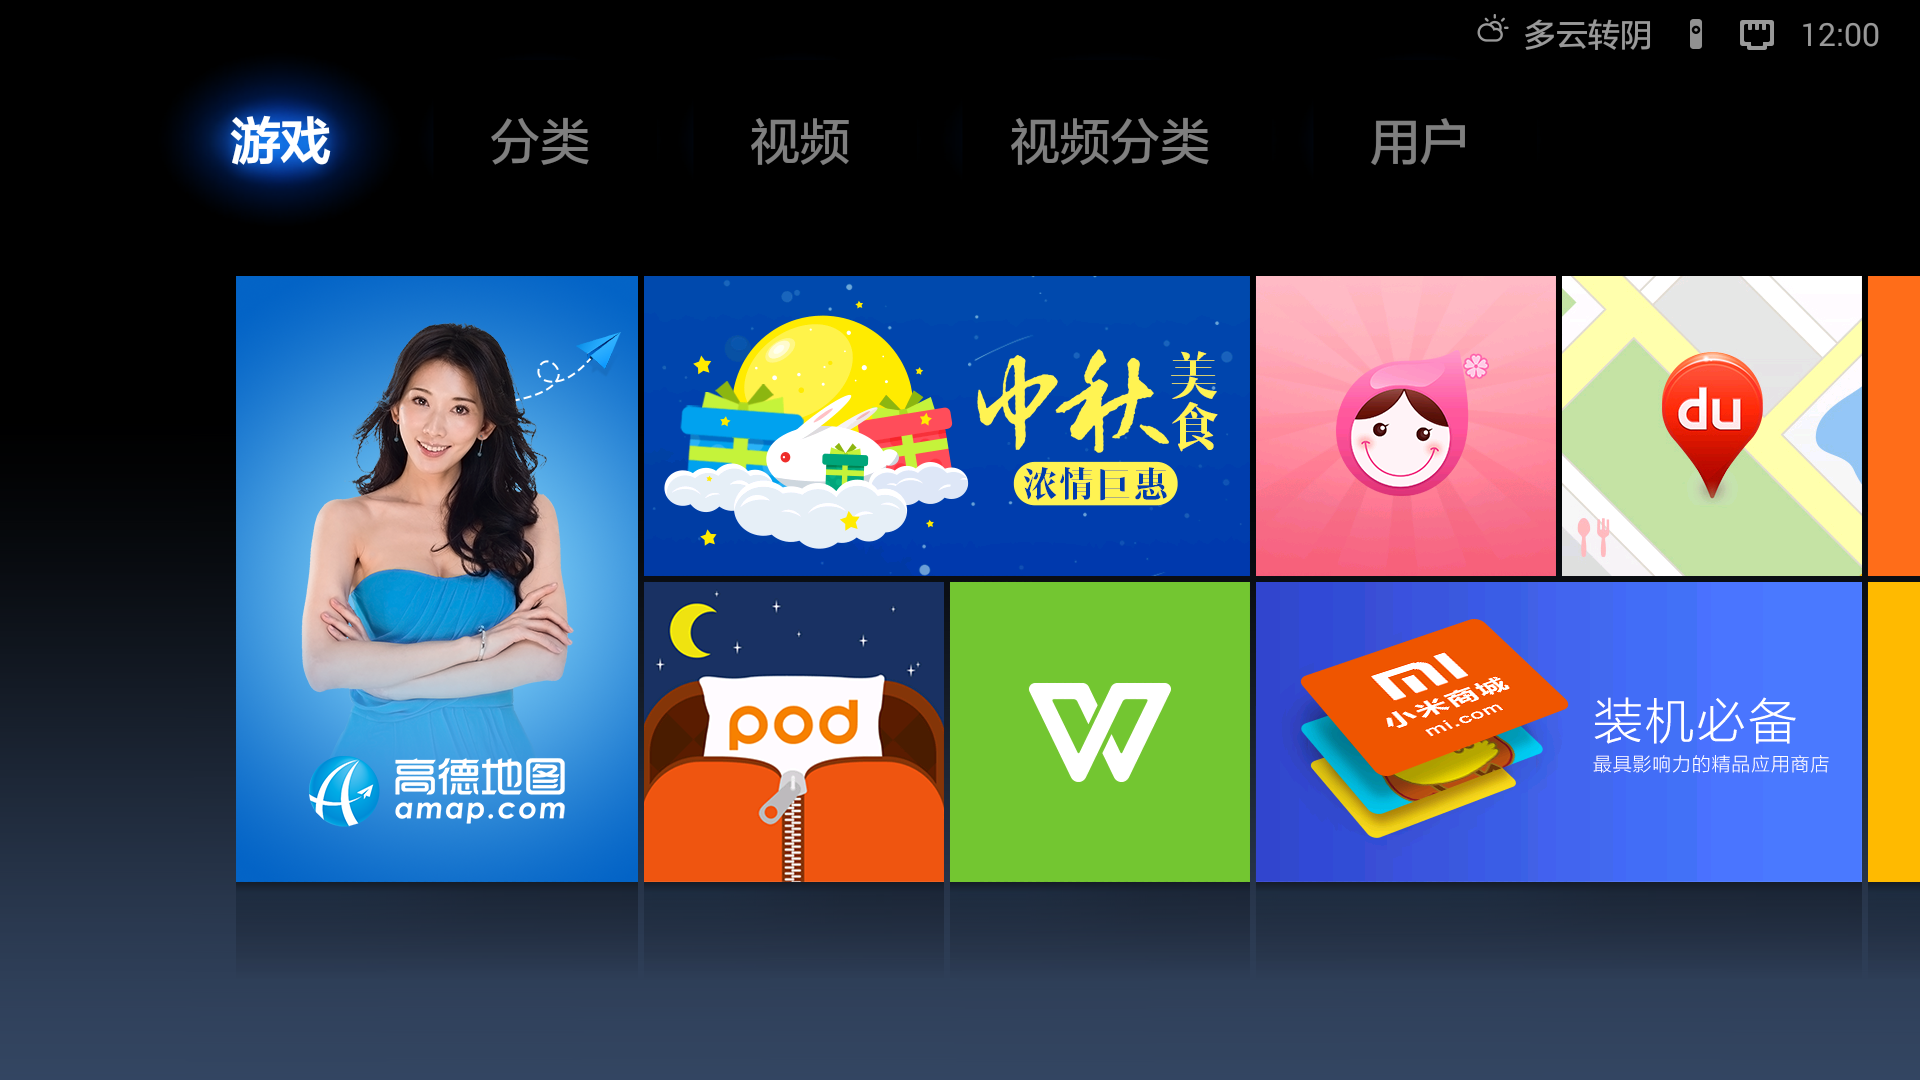 多云转阴 12:00
游戏 分类 视频 视频分类 用户
高德地图
amap.com
中秋美食
浓情巨惠
du
pod
W
mi
小米商城
mi.com
装机必备
最具影响力的精品应用商店